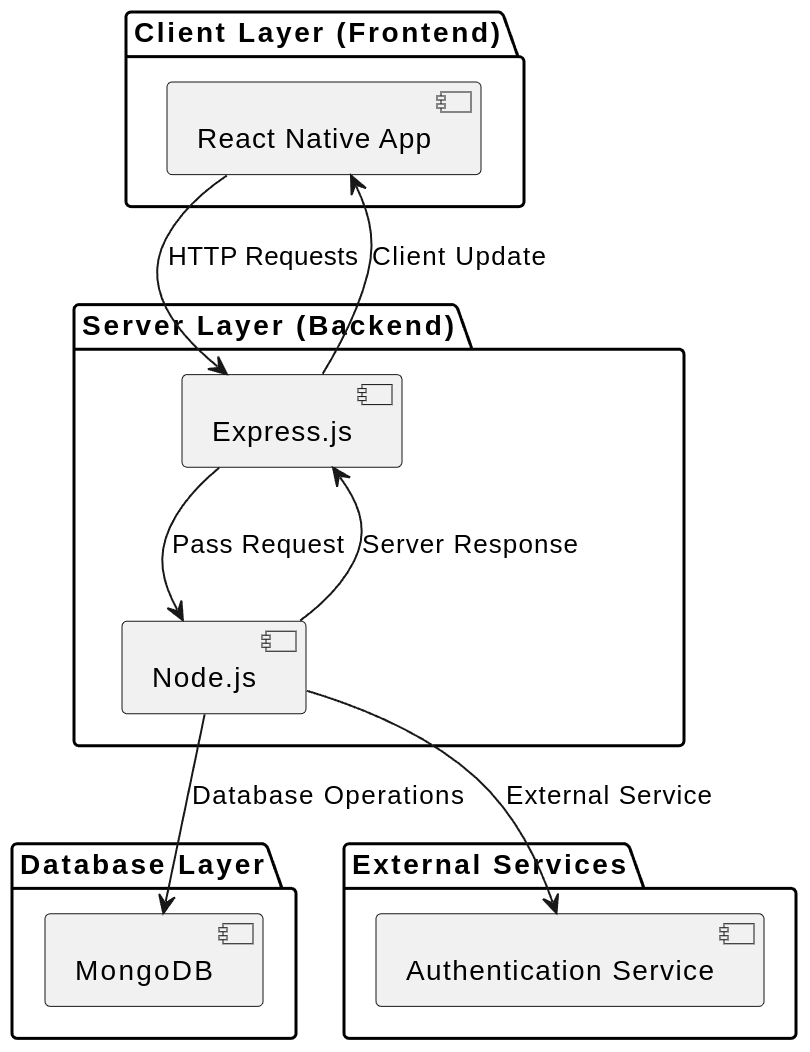 Client Layer (Frontend)
React Native App
HTTP Requests
Client Update
Server Layer (Backend)
Express.js
Pass Request
Server Response
Node.js
Database Operations
External Service
Database Layer
External Services
MongoDB
Authentication Service